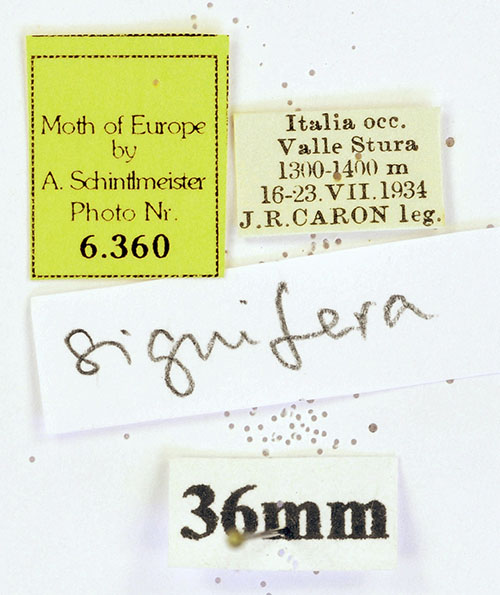 Moth of Europe
by
A. Schintlmeister
Photo Nr.
6.360
Italia occ.
Valle Stura
1300-1400 m
16-23.VII.1934
J.R.CARON leg.
signifera
36mm